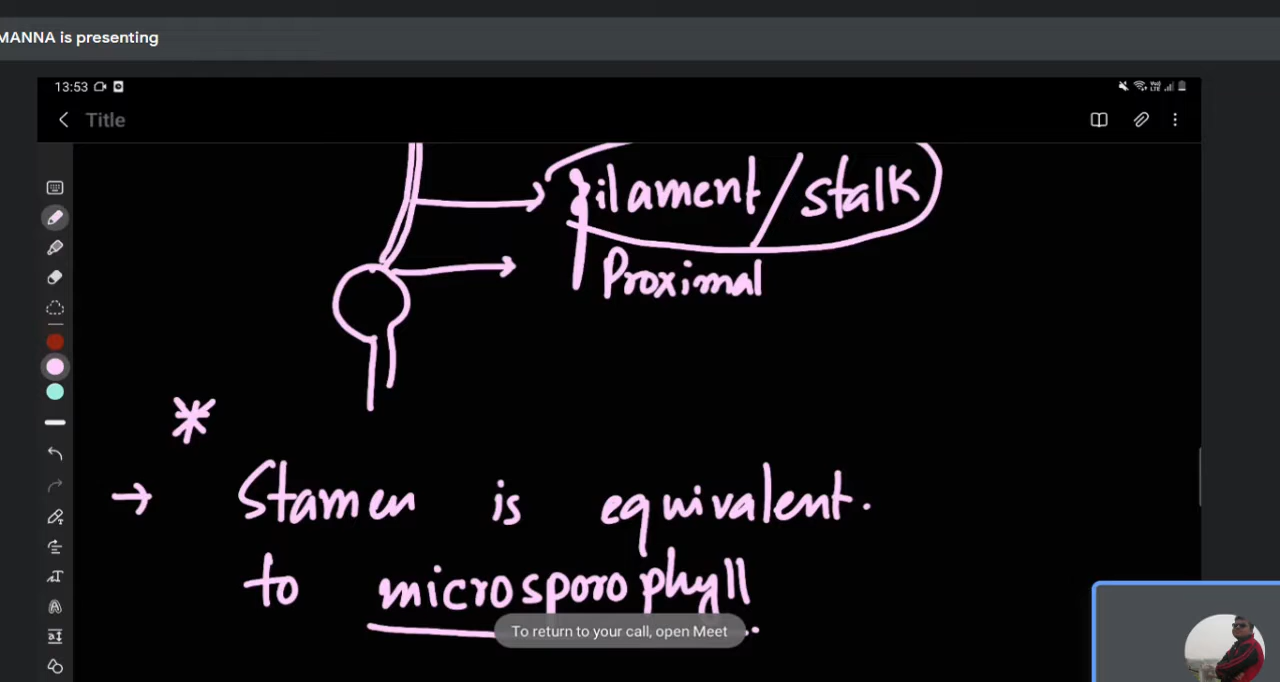 MANNA is presenting
13:53
Title
Filament/stalk
Proximal
*
→ Stamen is equivalent.
to microsporophyll
To return to your call, open Meet